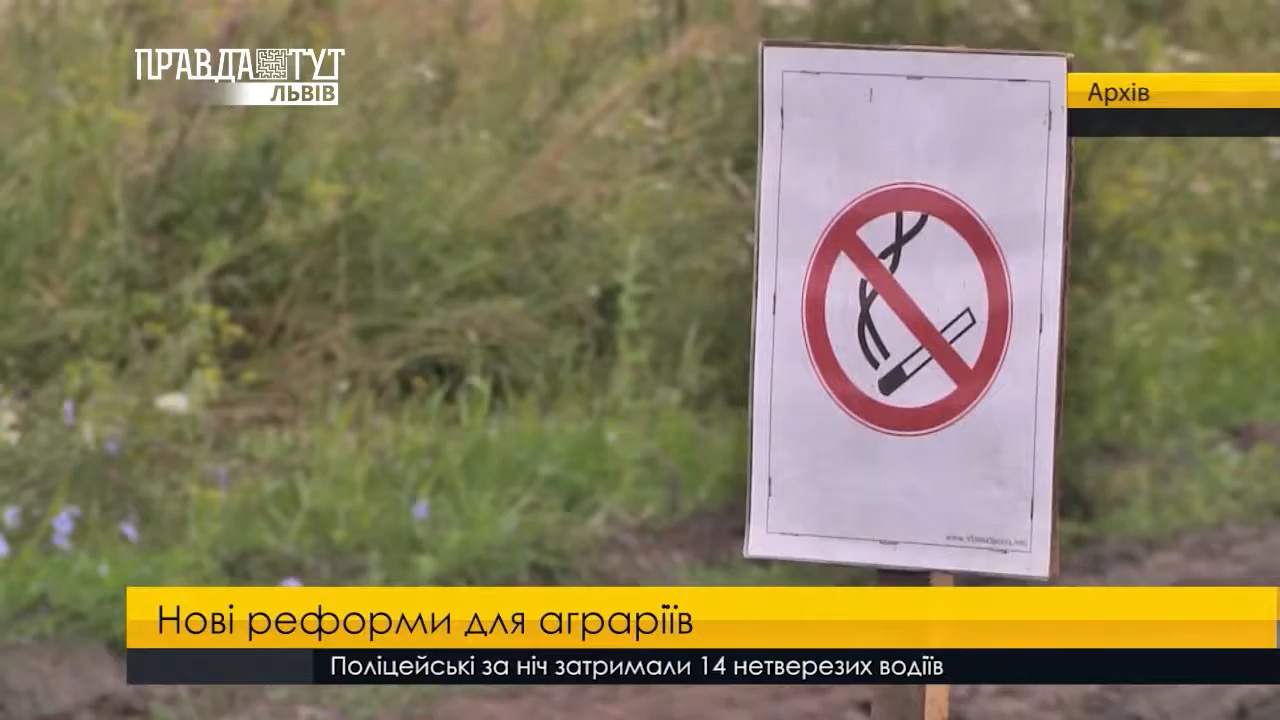 ПРАВДА ТУТ
ЛЬВІВ
Архів
Нові реформи для аграріїв
Поліцейські за ніч затримали 14 нетверезих водіїв